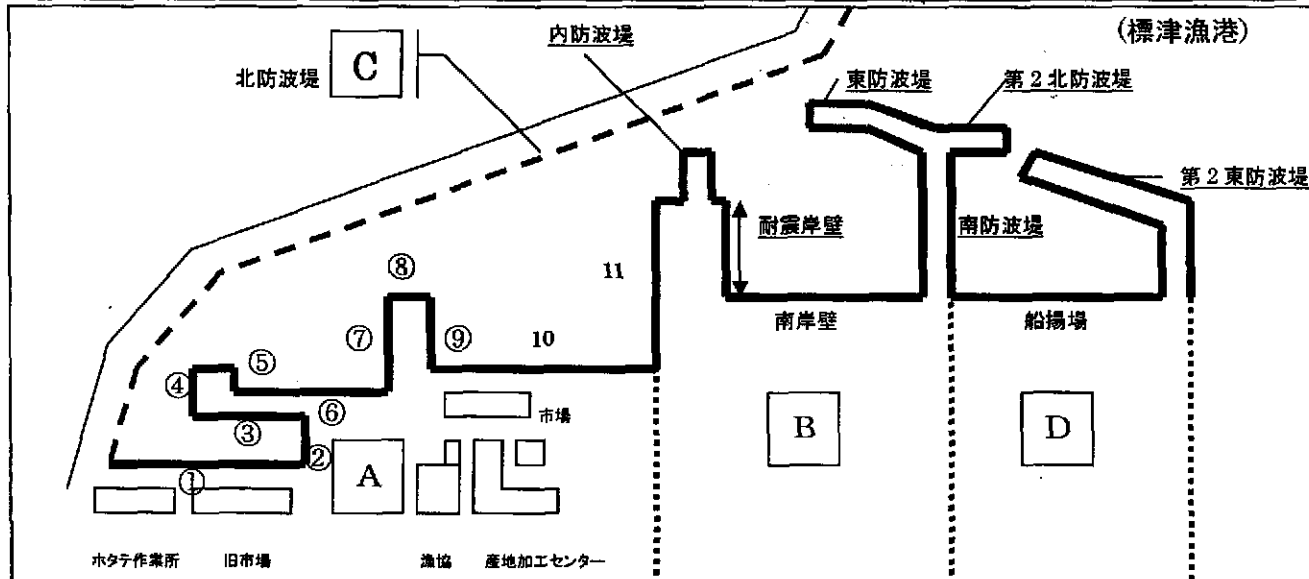 (標津漁港)
内防波堤
C
北防波堤
東防波堤
第2北防波堤
第2東防波堤
耐震岸壁
南防波堤
⑧
11
南岸壁
船揚場
⑦
⑨
10
⑤
④
⑥
市場
③
B
D
②
A
①
ホタテ作業所
旧市場
漁協
産地加工センター